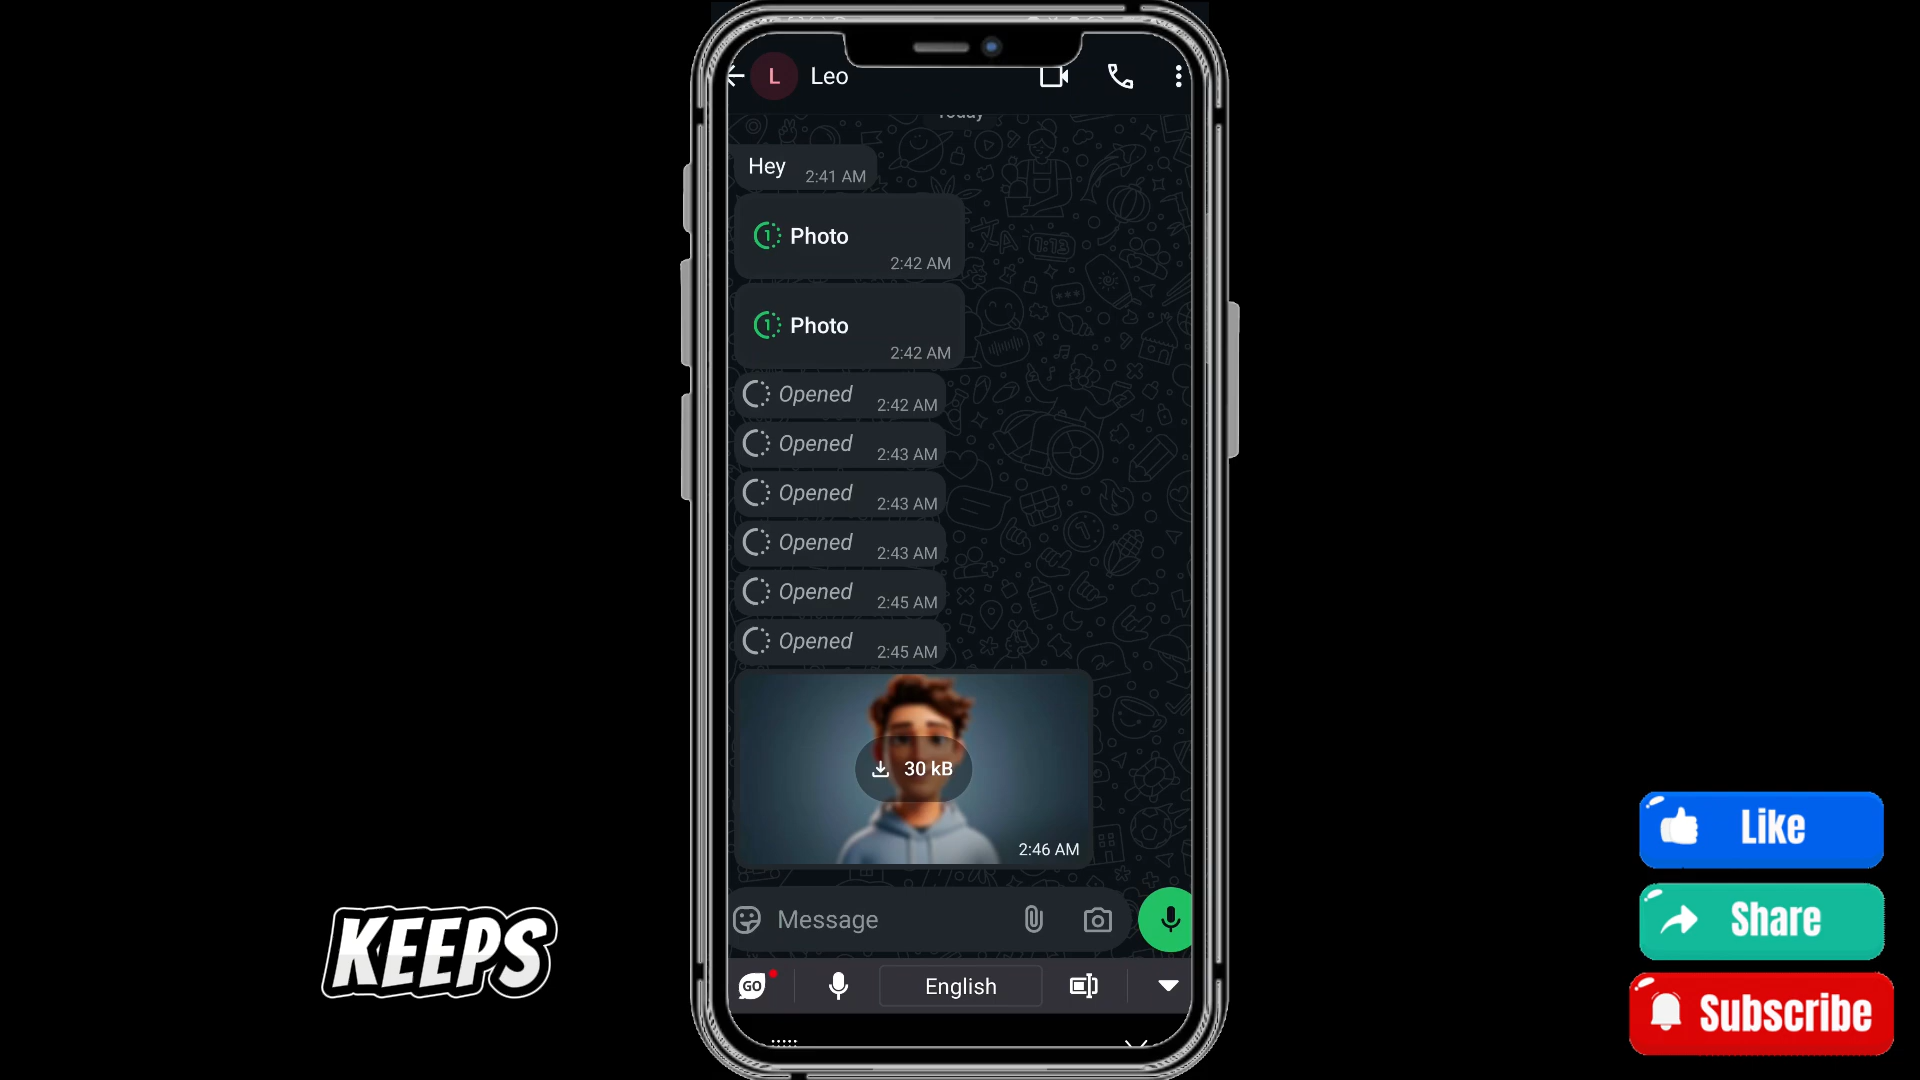 L Leo
Today
Hey 2:41 AM
1 Photo
2:42 AM
1 Photo
2:42 AM
Opened 2:42 AM
Opened 2:43 AM
Opened 2:43 AM
Opened 2:43 AM
Opened 2:45 AM
Opened 2:45 AM
30 kB
2:46 AM
Message
GO English
KEEPS
Like
Share
Subscribe